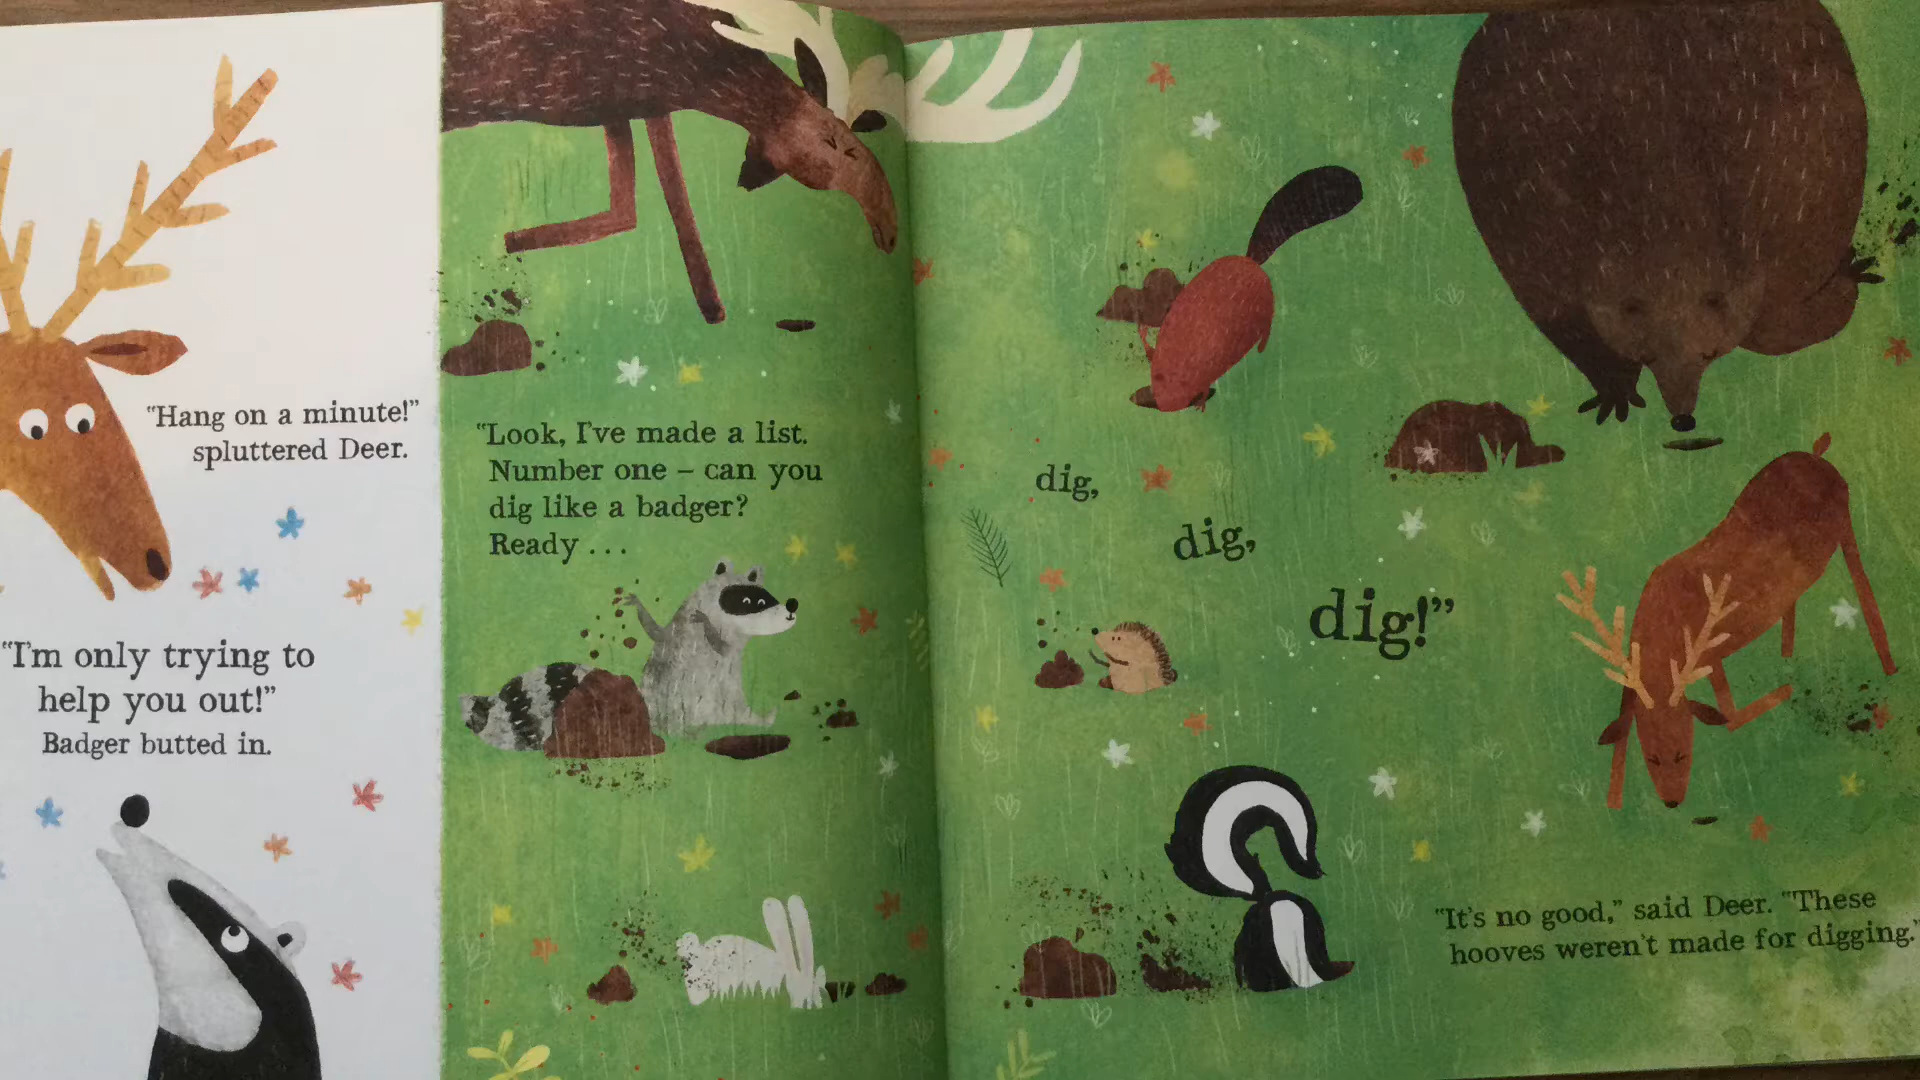 “Hang on a minute!”
spluttered Deer.
“I’m only trying to
help you out!”
Badger butted in.
“Look, I’ve made a list.
Number one – can you
dig like a badger?
Ready . . .
dig,
dig,
dig!”
“It’s no good,” said Deer. “These
hooves weren’t made for digging.”